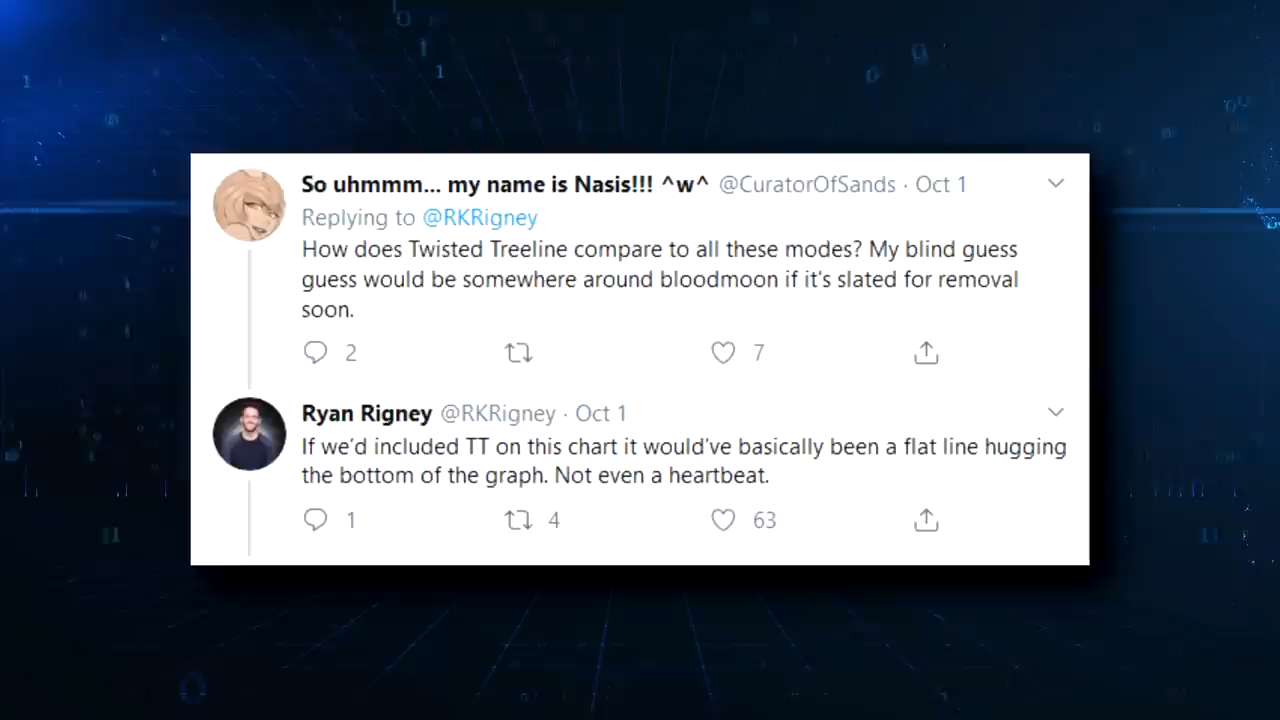 So uhmmm... my name is Nasis!!! ^w^ @CuratorOfSands · Oct 1
Replying to @RKRigney
How does Twisted Treeline compare to all these modes? My blind guess
guess would be somewhere around bloodmoon if it's slated for removal
soon.
2 7
Ryan Rigney @RKRigney · Oct 1
If we'd included TT on this chart it would've basically been a flat line hugging
the bottom of the graph. Not even a heartbeat.
1 4 63